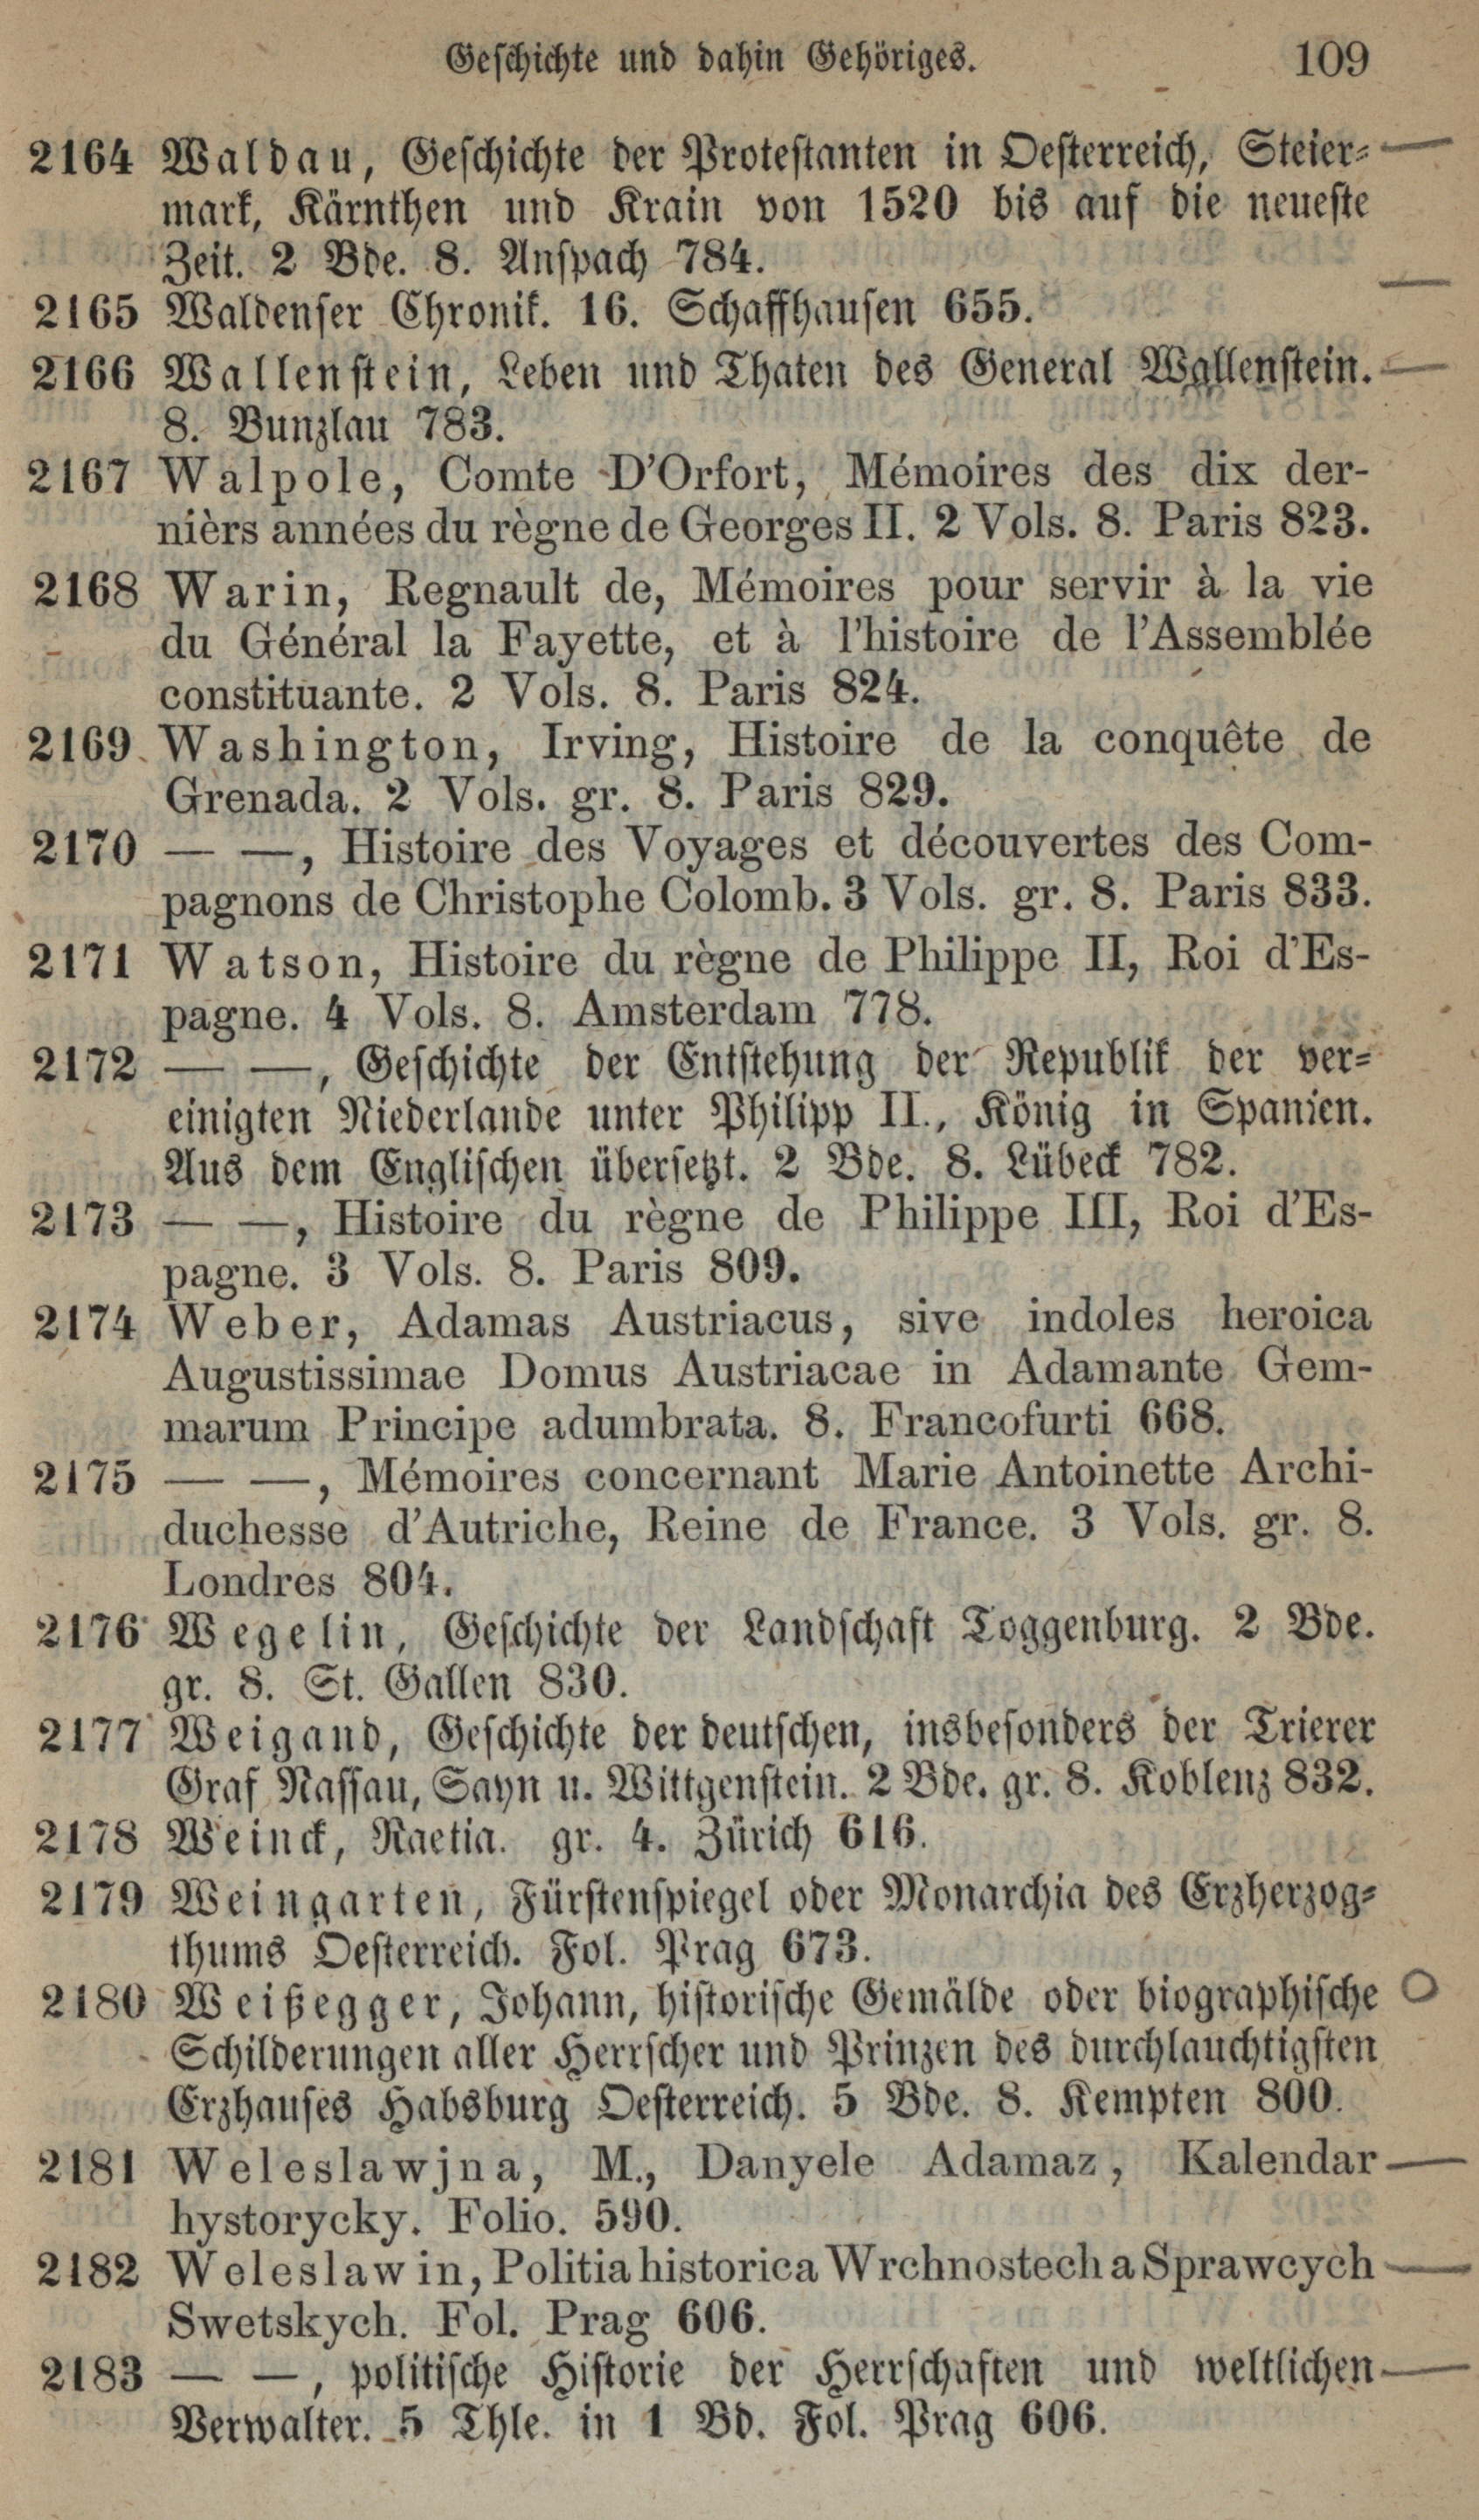 Geschichte und dahin Gehöriges. 109
2164 Waldau, Geschichte der Protestanten in Oesterreich, Steier-
mark, Kärnthen und Krain von 1520 bis auf die neueste
Zeit. 2 Bde. 8. Anspach 784.
2165 Waldenser Chronik. 16. Schaffhausen 655.
2166 Wallenstein, Leben und Thaten des General Wallenstein.
8. Bunzlau 783.
2167 Walpole, Comte D'Orfort, Mémoires des dix der-
nièrs années du règne de Georges II. 2 Vols. 8. Paris 823.
2168 Warin, Regnault de, Mémoires pour servir à la vie
du Général la Fayette, et à l'histoire de l'Assemblée
constituante. 2 Vols. 8. Paris 824.
2169 Washington, Irving, Histoire de la conquête de
Grenada. 2 Vols. gr. 8. Paris 829.
2170 — —, Histoire des Voyages et découvertes des Com-
pagnons de Christophe Colomb. 3 Vols. gr. 8. Paris 833.
2171 Watson, Histoire du règne de Philippe II, Roi d'Es-
pagne. 4 Vols. 8. Amsterdam 778.
2172 — —, Geschichte der Entstehung der Republik der ver-
einigten Niederlande unter Philipp II., König in Spanien.
Aus dem Englischen übersetzt. 2 Bde. 8. Lübeck 782.
2173 — —, Histoire du règne de Philippe III, Roi d'Es-
pagne. 3 Vols. 8. Paris 809.
2174 Weber, Adamas Austriacus, sive indoles heroica
Augustissimae Domus Austriacae in Adamante Gem-
marum Principe adumbrata. 8. Francofurti 668.
2175 — —, Mémoires concernant Marie Antoinette Archi-
duchesse d'Autriche, Reine de France. 3 Vols. gr. 8.
Londres 804.
2176 Wegelin, Geschichte der Landschaft Toggenburg. 2 Bde.
gr. 8. St. Gallen 830.
2177 Weigand, Geschichte der deutschen, insbesonders der Trierer
Graf Nassau, Sayn u. Wittgenstein. 2 Bde. gr. 8. Koblenz 832.
2178 Weinck, Raetia. gr. 4. Zürich 616.
2179 Weingarten, Fürstenspiegel oder Monarchia des Erzherzog-
thums Oesterreich. Fol. Prag 673.
2180 Weißegger, Johann, historische Gemälde oder biographische
Schilderungen aller Herrscher und Prinzen des durchlauchtigsten
Erzhauses Habsburg Oesterreich. 5 Bde. 8. Kempten 800.
2181 Weleslawjna, M., Danyele Adamaz, Kalendar
hystorycky. Folio. 590.
2182 Weleslawin, Politia historica Wrchnostech a Sprawcych
Swetskych. Fol. Prag 606.
2183 — —, politische Historie der Herrschaften und weltlichen
Verwalter. 5 Thle. in 1 Bd. Fol. Prag 606.